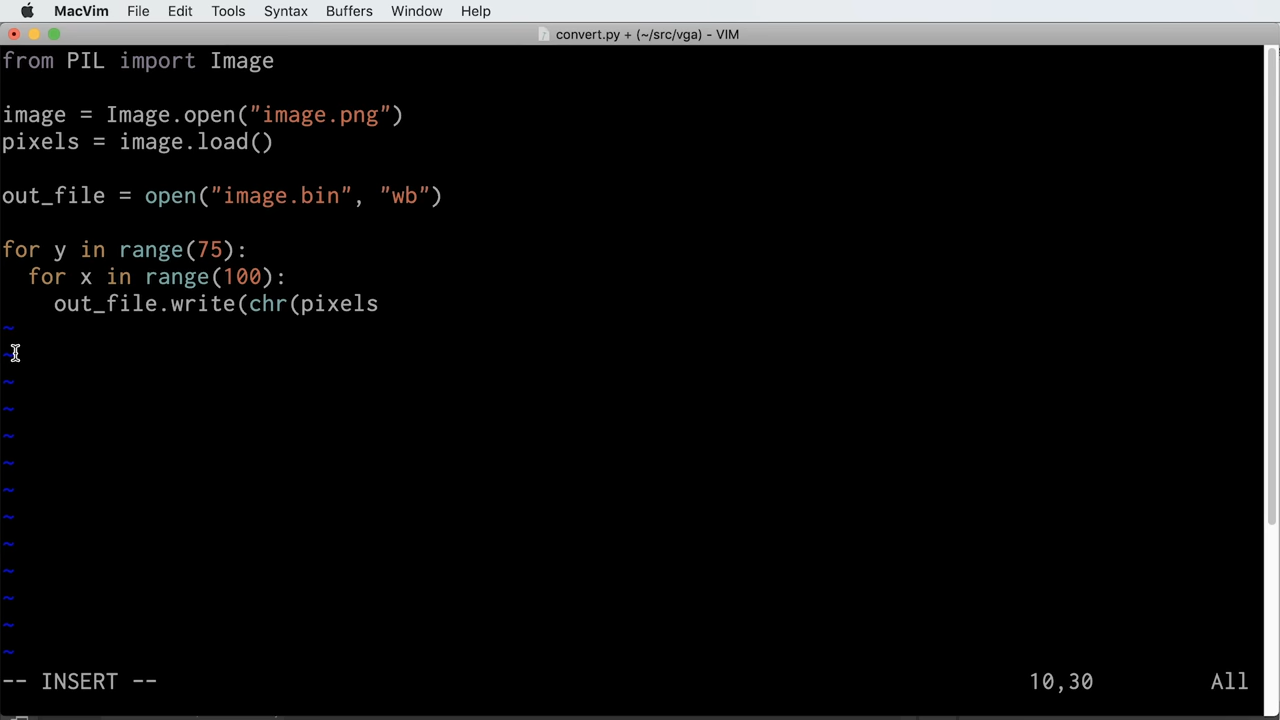 MacVim File Edit Tools Syntax Buffers Window Help
convert.py + (~/src/vga) - VIM
from PIL import Image
image = Image.open("image.png")
pixels = image.load()
out_file = open("image.bin", "wb")
for y in range(75):
  for x in range(100):
    out_file.write(chr(pixels
~
~
~
~
~
~
~
~
~
~
~
~
~
-- INSERT -- 10,30 All